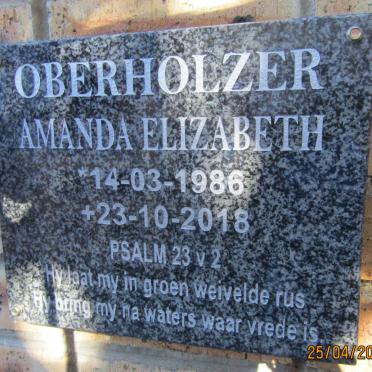 OBERHOLZER
AMANDA ELIZABETH
*14-03-1986
+23-10-2018
PSALM 23 v 2
Hy laat my in groen weivelde rus
Hy bring my na waters waar vrede is
25/04/20